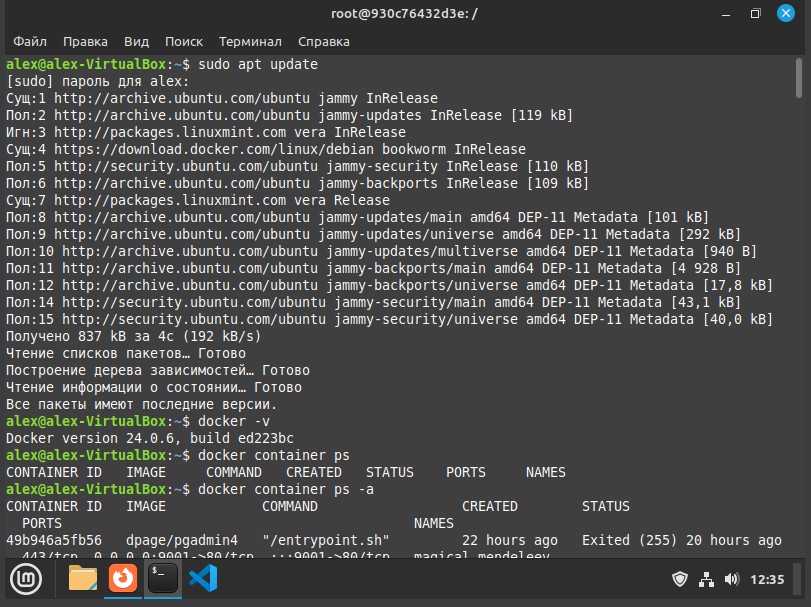 root@930c76432d3e: /
Файл Правка Вид Поиск Терминал Справка
alex@alex-VirtualBox:~$ sudo apt update
[sudo] пароль для alex:
Сущ:1 http://archive.ubuntu.com/ubuntu jammy InRelease
Пол:2 http://archive.ubuntu.com/ubuntu jammy-updates InRelease [119 kB]
Игн:3 http://packages.linuxmint.com vera InRelease
Сущ:4 https://download.docker.com/linux/debian bookworm InRelease
Пол:5 http://security.ubuntu.com/ubuntu jammy-security InRelease [110 kB]
Пол:6 http://archive.ubuntu.com/ubuntu jammy-backports InRelease [109 kB]
Сущ:7 http://packages.linuxmint.com vera Release
Пол:8 http://archive.ubuntu.com/ubuntu jammy-updates/main amd64 DEP-11 Metadata [101 kB]
Пол:9 http://archive.ubuntu.com/ubuntu jammy-updates/universe amd64 DEP-11 Metadata [292 kB]
Пол:10 http://archive.ubuntu.com/ubuntu jammy-updates/multiverse amd64 DEP-11 Metadata [940 B]
Пол:11 http://archive.ubuntu.com/ubuntu jammy-backports/main amd64 DEP-11 Metadata [4 928 B]
Пол:12 http://archive.ubuntu.com/ubuntu jammy-backports/universe amd64 DEP-11 Metadata [17,8 kB]
Пол:14 http://security.ubuntu.com/ubuntu jammy-security/main amd64 DEP-11 Metadata [43,1 kB]
Пол:15 http://security.ubuntu.com/ubuntu jammy-security/universe amd64 DEP-11 Metadata [40,0 kB]
Получено 837 kB за 4с (192 kB/s)
Чтение списков пакетов… Готово
Построение дерева зависимостей… Готово
Чтение информации о состоянии… Готово
Все пакеты имеют последние версии.
alex@alex-VirtualBox:~$ docker -v
Docker version 24.0.6, build ed223bc
alex@alex-VirtualBox:~$ docker container ps
CONTAINER ID IMAGE COMMAND CREATED STATUS PORTS NAMES
alex@alex-VirtualBox:~$ docker container ps -a
CONTAINER ID IMAGE COMMAND CREATED STATUS
PORTS NAMES
49b946a5fb56 dpage/pgadmin4 "/entrypoint.sh" 22 hours ago Exited (255) 20 hours ago
443/tcp, 0.0.0.0:9001->80/tcp, :::9001->80/tcp magical_mendeleev
12:35